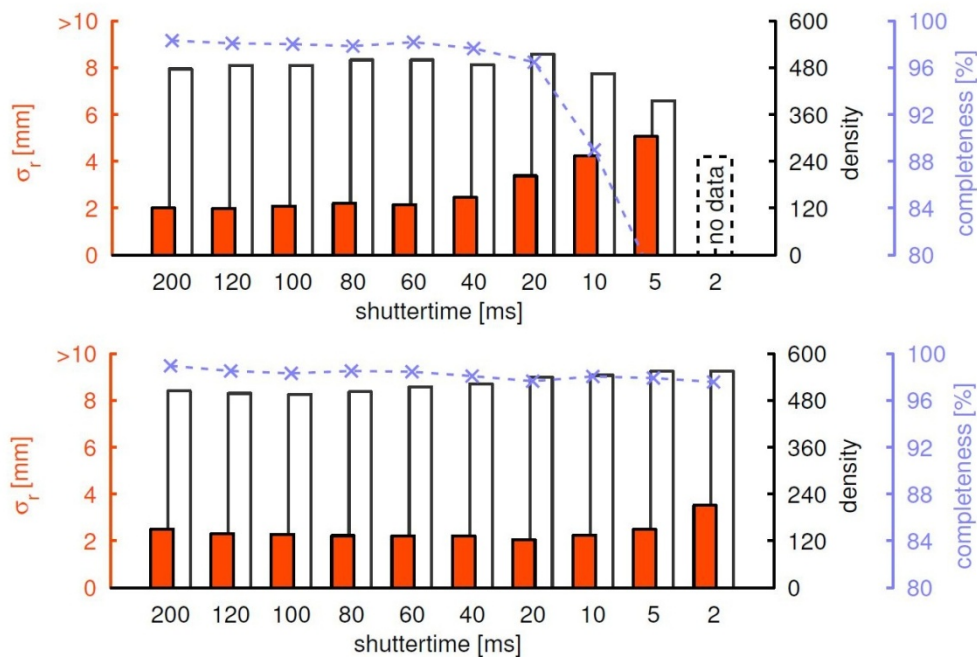 >10 600 100
8 480 96
6 360 92
4 240 88
2 120 84
0 0 80
σr [mm]
density
completeness [%]
no data
200 120 100 80 60 40 20 10 5 2
shuttertime [ms]
>10 600 100
8 480 96
6 360 92
4 240 88
2 120 84
0 0 80
σr [mm]
density
completeness [%]
200 120 100 80 60 40 20 10 5 2
shuttertime [ms]